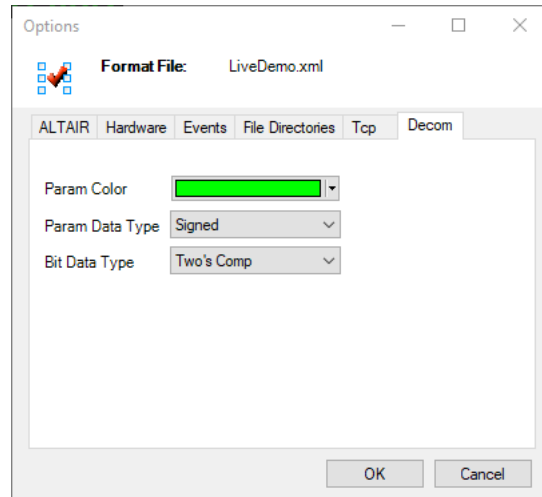 Options
Format File: LiveDemo.xml
ALTAIR Hardware Events File Directories Tcp Decom
Param Color
Param Data Type Signed
Bit Data Type Two's Comp
OK Cancel